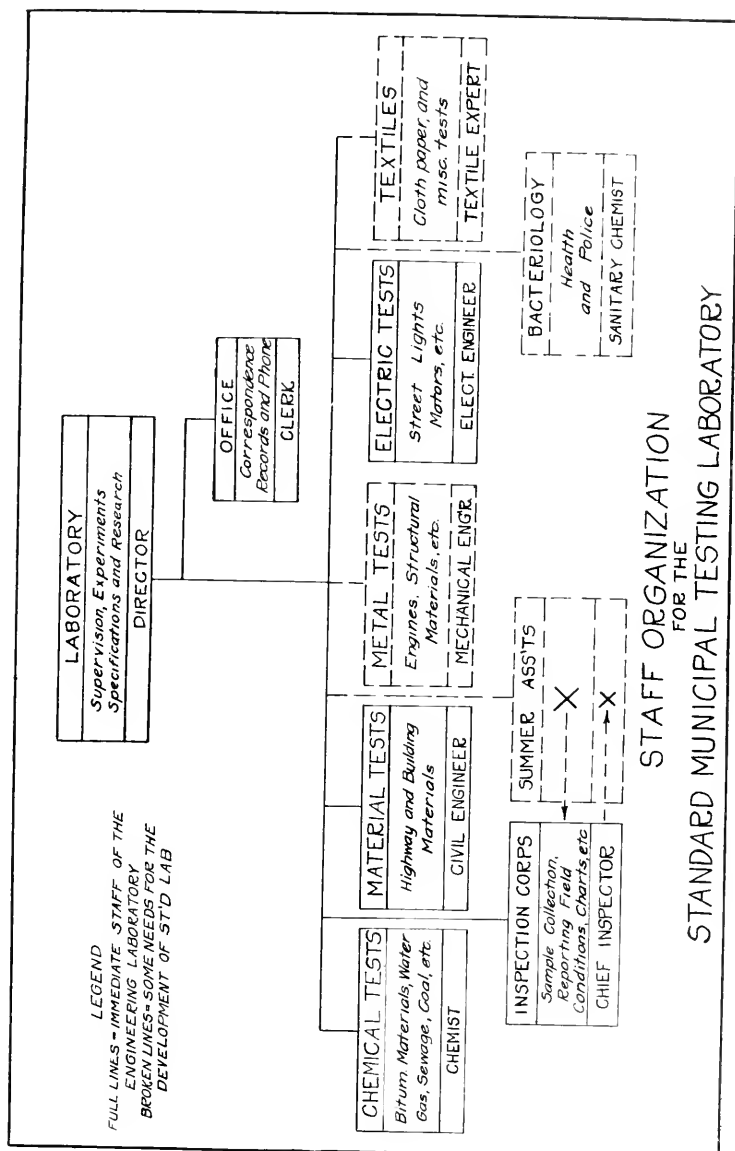 LEGEND
FULL LINES = IMMEDIATE STAFF OF THE
ENGINEERING LABORATORY
BROKEN LINES = SOME NEEDS FOR THE
DEVELOPMENT OF ST'D LAB
LABORATORY
Supervision, Experiments
Specifications and Research
DIRECTOR
OFFICE
Correspondence
Records and Phone
CLERK
CHEMICAL TESTS
Bitum. Materials, Water
Gas, Sewage, Coal, etc.
CHEMIST
MATERIAL TESTS
Highway and Building
Materials
CIVIL ENGINEER
METAL TESTS
Engines, Structural
Materials, etc.
MECHANICAL ENG'R.
ELECTRIC TESTS
Street Lights
Motors, etc.
ELECT. ENGINEER
TEXTILES
Cloth paper, and
misc. tests
TEXTILE EXPERT
INSPECTION CORPS
Sample Collection,
Reporting Field
Conditions, Charts, etc
CHIEF INSPECTOR
SUMMER ASS'TS
BACTERIOLOGY
Health
and Police
SANITARY CHEMIST
STAFF ORGANIZATION
FOR THE
STANDARD MUNICIPAL TESTING LABORATORY